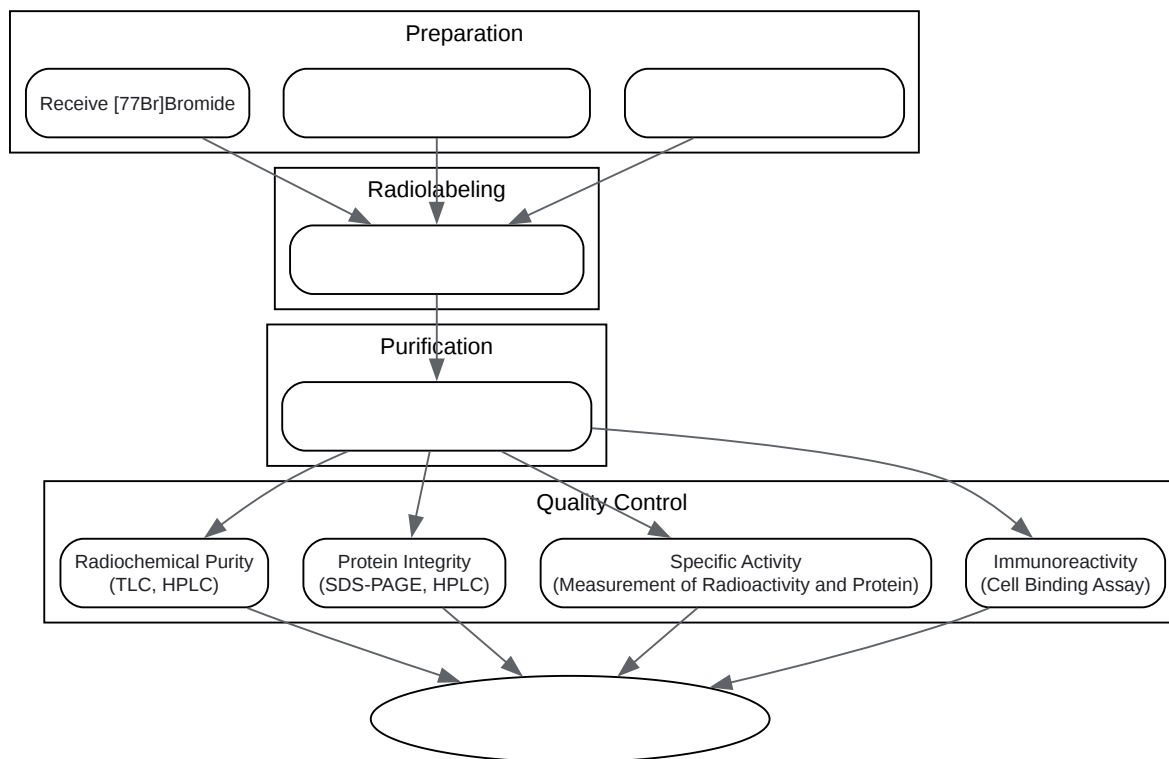 Preparation
Receive [77Br]Bromide
Radiolabeling
Purification
Quality Control
Radiochemical Purity
(TLC, HPLC)
Protein Integrity
(SDS-PAGE, HPLC)
Specific Activity
(Measurement of Radioactivity and Protein)
Immunoreactivity
(Cell Binding Assay)